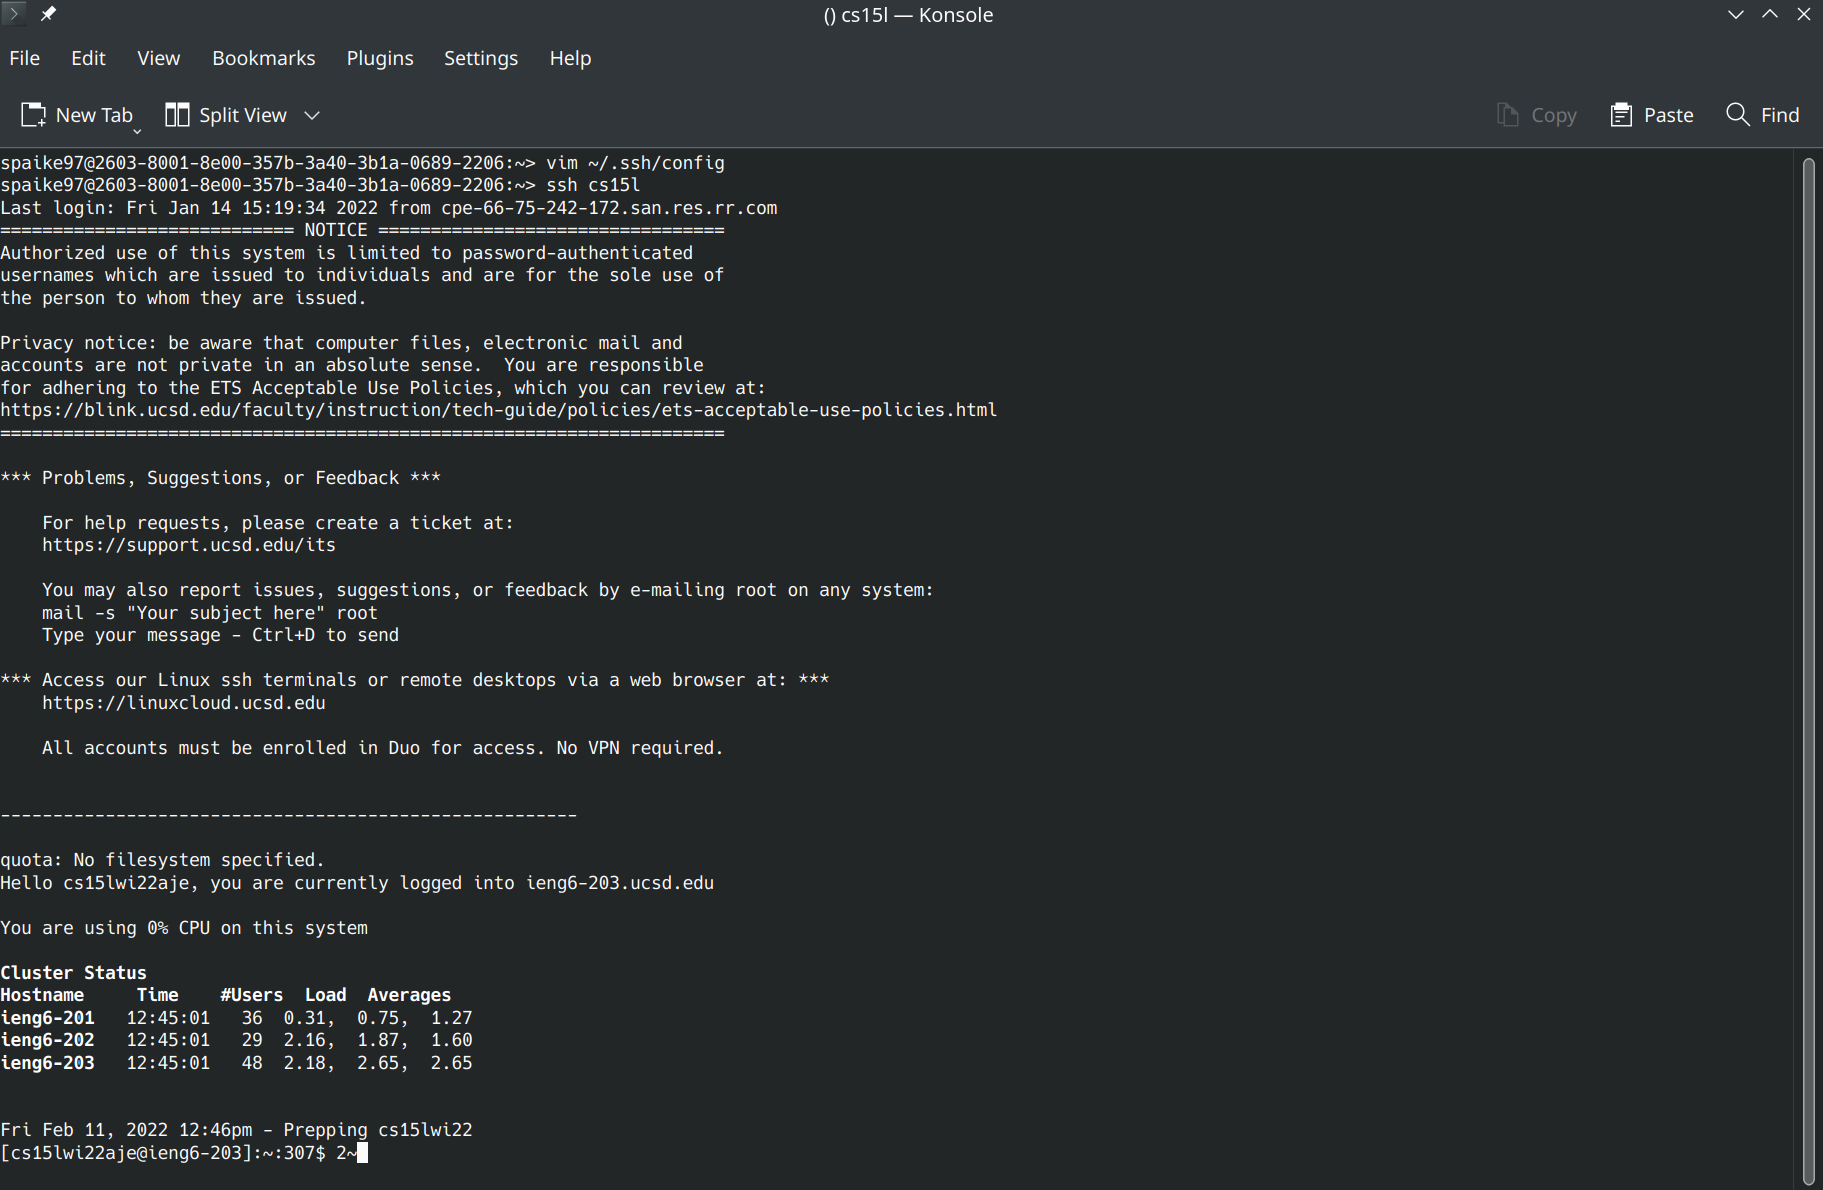 () cs15l — Konsole
File Edit View Bookmarks Plugins Settings Help
New Tab Split View Copy Paste Find
spaike97@2603-8001-8e00-357b-3a40-3b1a-0689-2206:~> vim ~/.ssh/config
spaike97@2603-8001-8e00-357b-3a40-3b1a-0689-2206:~> ssh cs15l
Last login: Fri Jan 14 15:19:34 2022 from cpe-66-75-242-172.san.res.rr.com
============================ NOTICE =================================
Authorized use of this system is limited to password-authenticated
usernames which are issued to individuals and are for the sole use of
the person to whom they are issued.

Privacy notice: be aware that computer files, electronic mail and
accounts are not private in an absolute sense.  You are responsible
for adhering to the ETS Acceptable Use Policies, which you can review at:
https://blink.ucsd.edu/faculty/instruction/tech-guide/policies/ets-acceptable-use-policies.html
=====================================================================

*** Problems, Suggestions, or Feedback ***

    For help requests, please create a ticket at:
    https://support.ucsd.edu/its

    You may also report issues, suggestions, or feedback by e-mailing root on any system:
    mail -s "Your subject here" root
    Type your message - Ctrl+D to send

*** Access our Linux ssh terminals or remote desktops via a web browser at: ***
    https://linuxcloud.ucsd.edu

    All accounts must be enrolled in Duo for access. No VPN required.

-------------------------------------------------------

quota: No filesystem specified.
Hello cs15lwi22aje, you are currently logged into ieng6-203.ucsd.edu

You are using 0% CPU on this system

Cluster Status
Hostname     Time    #Users  Load  Averages
ieng6-201   12:45:01   36  0.31,  0.75,  1.27
ieng6-202   12:45:01   29  2.16,  1.87,  1.60
ieng6-203   12:45:01   48  2.18,  2.65,  2.65

Fri Feb 11, 2022 12:46pm - Prepping cs15lwi22
[cs15lwi22aje@ieng6-203]:~:307$ 2~